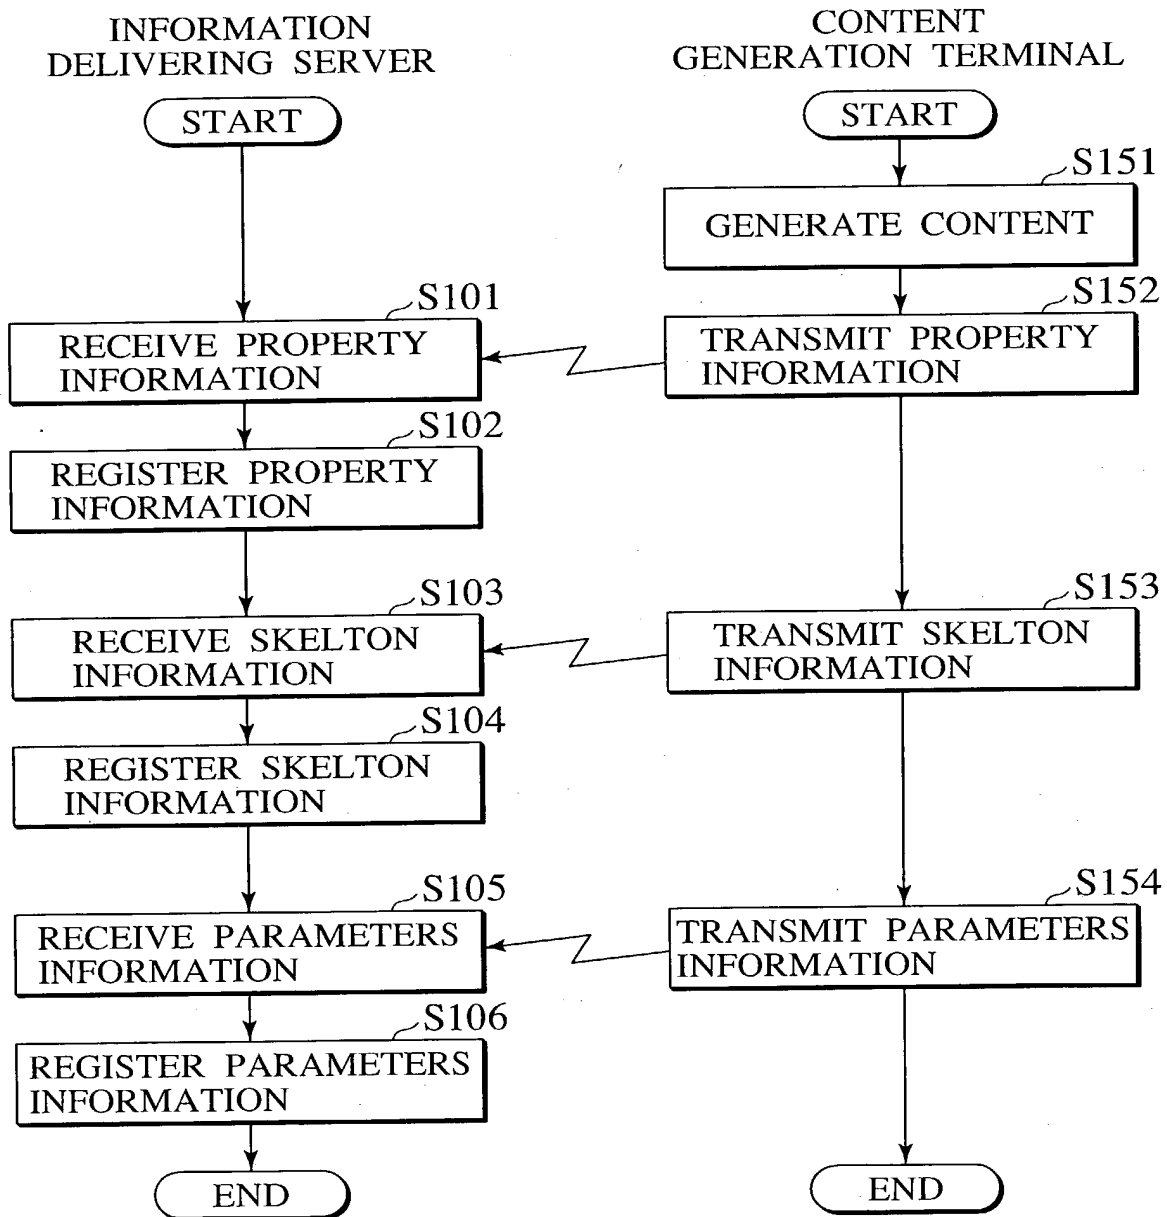 INFORMATION
DELIVERING SERVER
START
S101
RECEIVE PROPERTY
INFORMATION
S102
REGISTER PROPERTY
INFORMATION
S103
RECEIVE SKELTON
INFORMATION
S104
REGISTER SKELTON
INFORMATION
S105
RECEIVE PARAMETERS
INFORMATION
S106
REGISTER PARAMETERS
INFORMATION
END
CONTENT
GENERATION TERMINAL
START
S151
GENERATE CONTENT
S152
TRANSMIT PROPERTY
INFORMATION
S153
TRANSMIT SKELTON
INFORMATION
S154
TRANSMIT PARAMETERS
INFORMATION
END